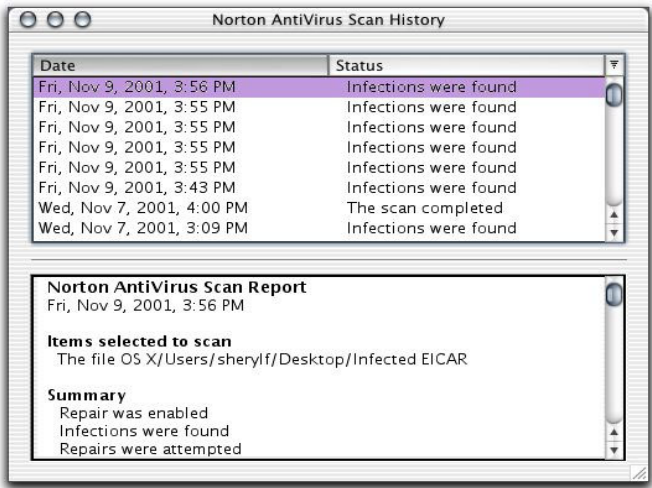 Norton AntiVirus Scan History
Date Status
Fri, Nov 9, 2001, 3:56 PM Infections were found
Fri, Nov 9, 2001, 3:55 PM Infections were found
Fri, Nov 9, 2001, 3:55 PM Infections were found
Fri, Nov 9, 2001, 3:55 PM Infections were found
Fri, Nov 9, 2001, 3:55 PM Infections were found
Fri, Nov 9, 2001, 3:43 PM Infections were found
Wed, Nov 7, 2001, 4:00 PM The scan completed
Wed, Nov 7, 2001, 3:09 PM Infections were found
Norton AntiVirus Scan Report
Fri, Nov 9, 2001, 3:56 PM
Items selected to scan
The file OS X/Users/sherylf/Desktop/Infected EICAR
Summary
Repair was enabled
Infections were found
Repairs were attempted